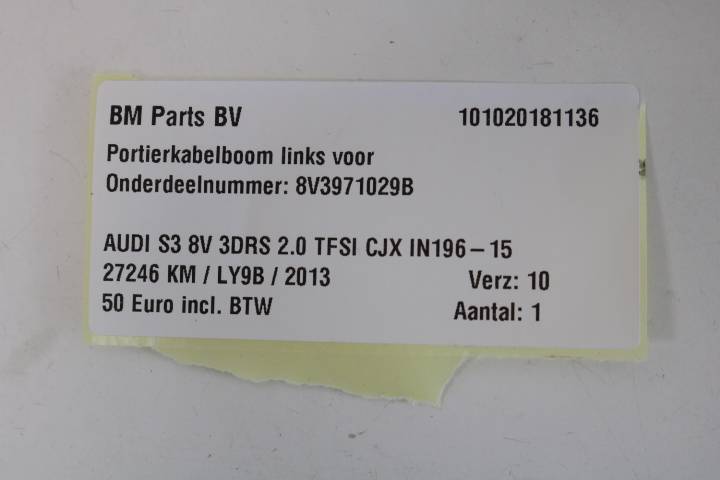 BM Parts BV 101020181136
Portierkabelboom links voor
Onderdeelnummer: 8V3971029B
AUDI S3 8V 3DRS 2.0 TFSI CJX IN196-15
27246 KM / LY9B / 2013 Verz: 10
50 Euro incl. BTW Aantal: 1